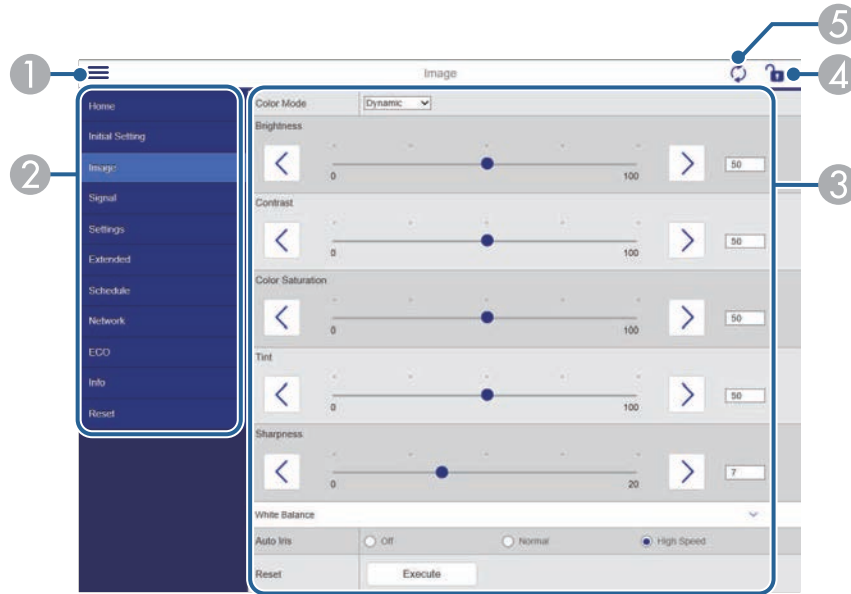 5
1
Image
4
Home
Color Mode
Dynamic
Brightness
Initial Setting
2
Image
0
100
50
3
Signal
Contrast
Settings
0
100
50
Extended
Color Saturation
Schedule
Network
0
100
50
ECO
Tint
Info
0
100
50
Reset
Sharpness
0
20
7
White Balance
Auto Iris
Off
Normal
High Speed
Reset
Execute